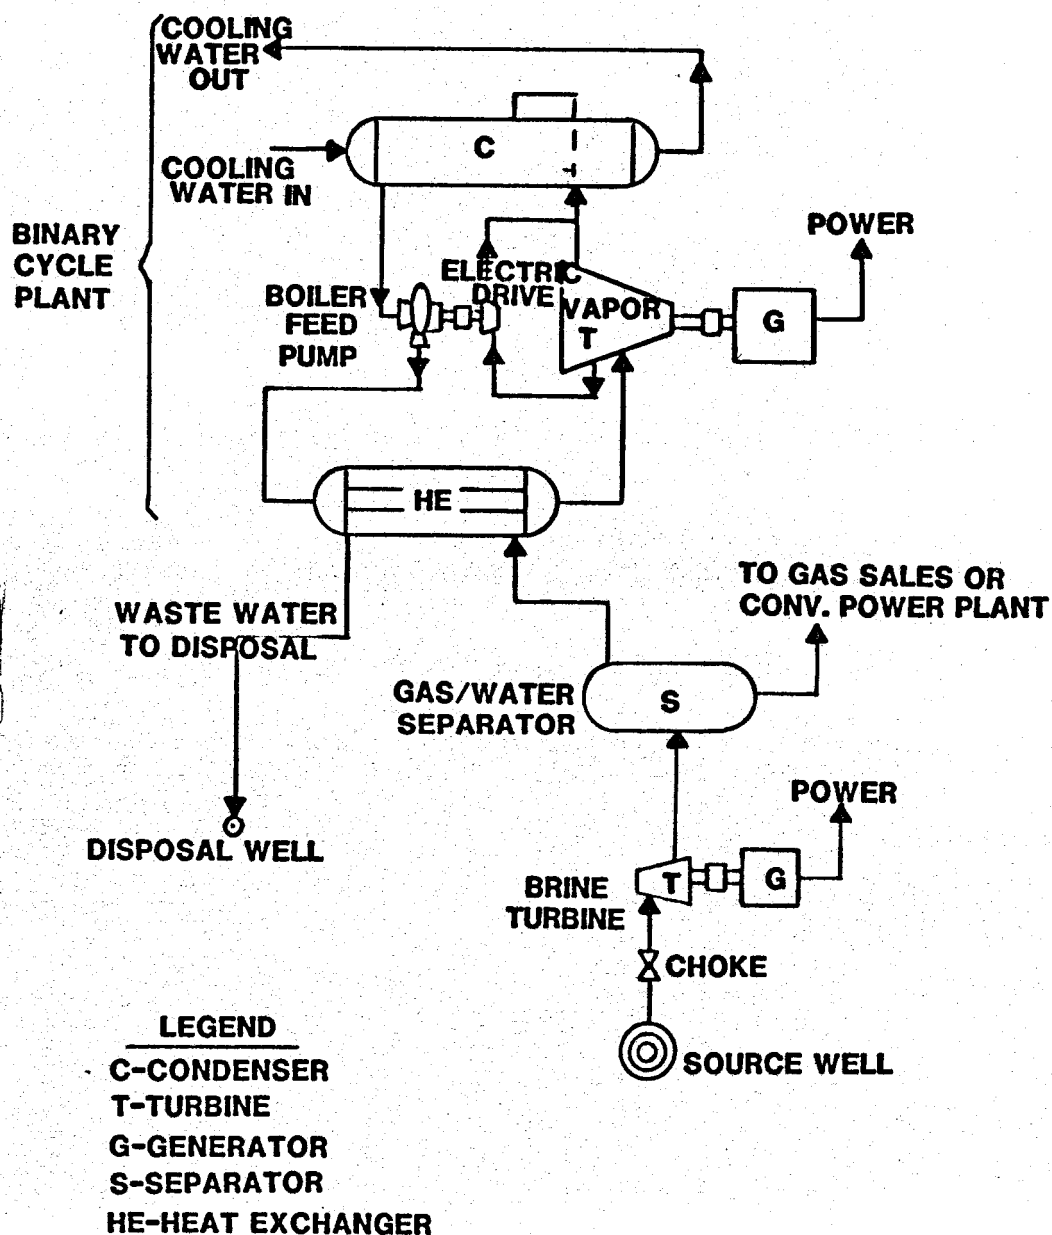 COOLING
WATER
OUT
C
COOLING
WATER IN
BINARY
CYCLE
PLANT
POWER
ELECTRIC
DRIVE
BOILER
FEED
PUMP
VAPOR
T
G
HE
TO GAS SALES OR
CONV. POWER PLANT
WASTE WATER
TO DISPOSAL
GAS/WATER
SEPARATOR
S
POWER
DISPOSAL WELL
BRINE
TURBINE
T
G
CHOKE
SOURCE WELL
LEGEND
C-CONDENSER
T-TURBINE
G-GENERATOR
S-SEPARATOR
HE-HEAT EXCHANGER